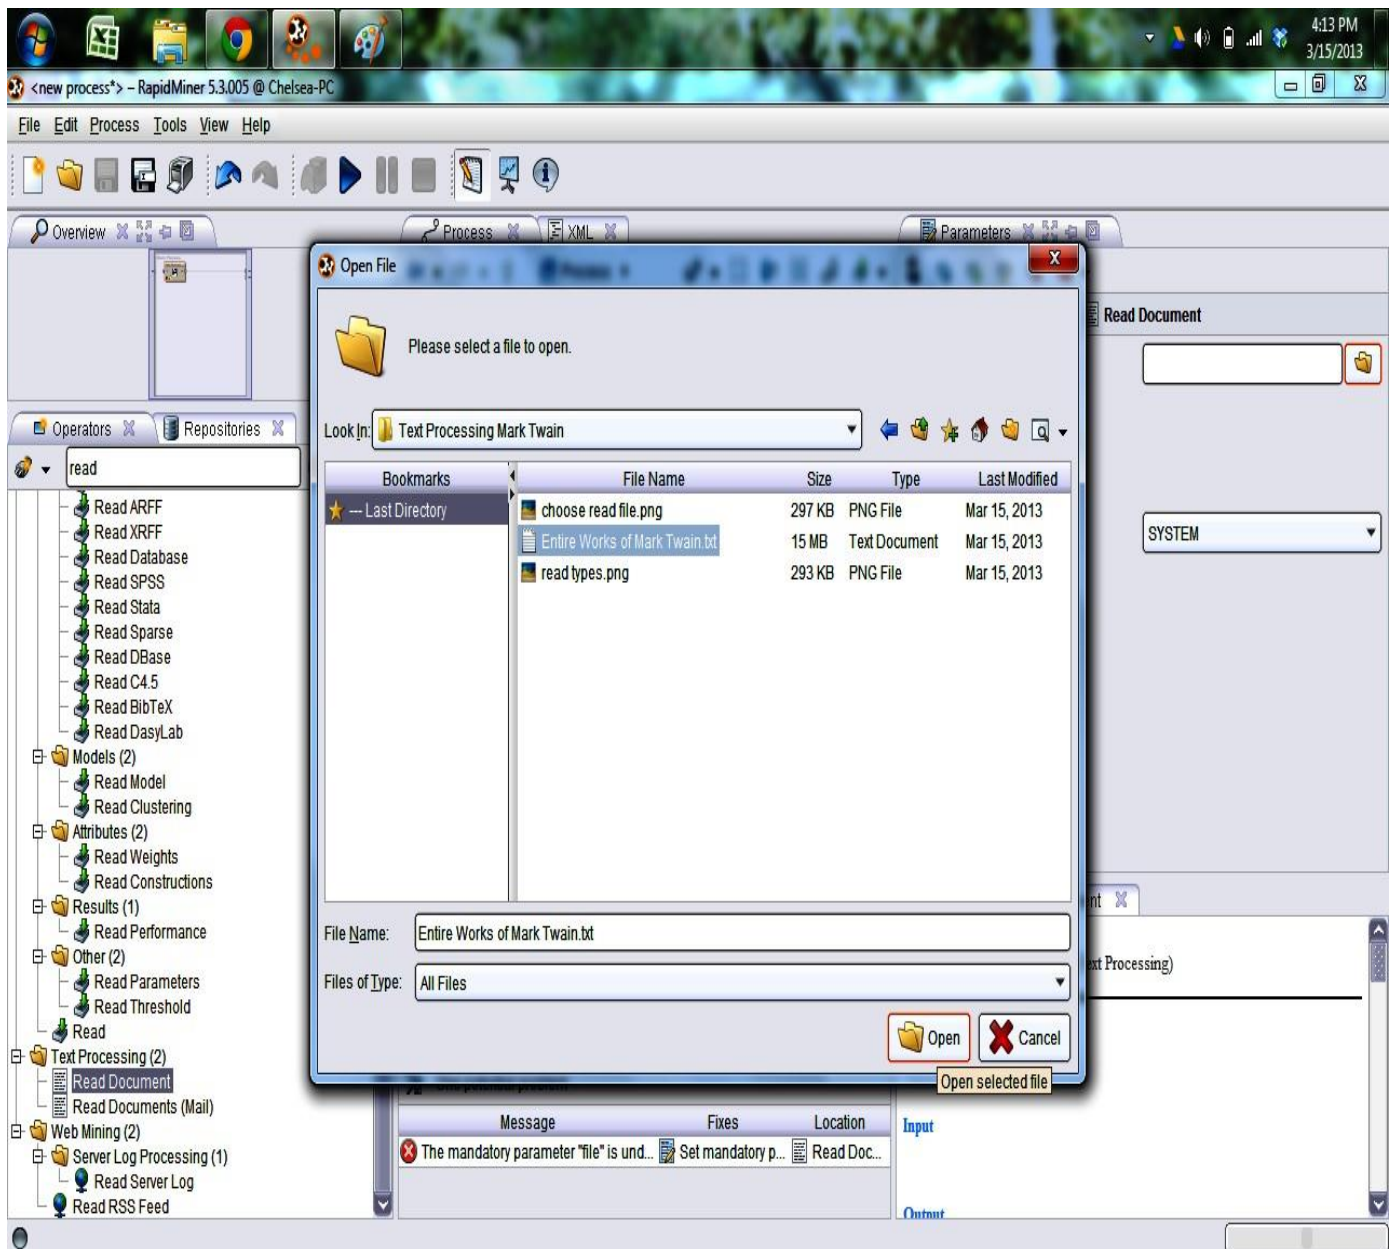 4:13 PM
3/15/2013
<new process*> – RapidMiner 5.3.005 @ Chelsea-PC
File Edit Process Tools View Help
Overview
Process
XML
Parameters
Operators
Repositories
read
Read ARFF
Read XRFF
Read Database
Read SPSS
Read Stata
Read Sparse
Read DBase
Read C4.5
Read BibTeX
Read DasyLab
Models (2)
Read Model
Read Clustering
Attributes (2)
Read Weights
Read Constructions
Results (1)
Read Performance
Other (2)
Read Parameters
Read Threshold
Read
Text Processing (2)
Read Document
Read Documents (Mail)
Web Mining (2)
Server Log Processing (1)
Read Server Log
Read RSS Feed
Open File
Please select a file to open.
Look In: Text Processing Mark Twain
Bookmarks
--- Last Directory
File Name Size Type Last Modified
choose read file.png 297 KB PNG File Mar 15, 2013
Entire Works of Mark Twain.txt 15 MB Text Document Mar 15, 2013
read types.png 293 KB PNG File Mar 15, 2013
File Name: Entire Works of Mark Twain.txt
Files of Type: All Files
Open Cancel
Open selected file
Message Fixes Location
The mandatory parameter "file" is und... Set mandatory p... Read Doc...
Read Document
SYSTEM
nt
ext Processing)
Input
Output